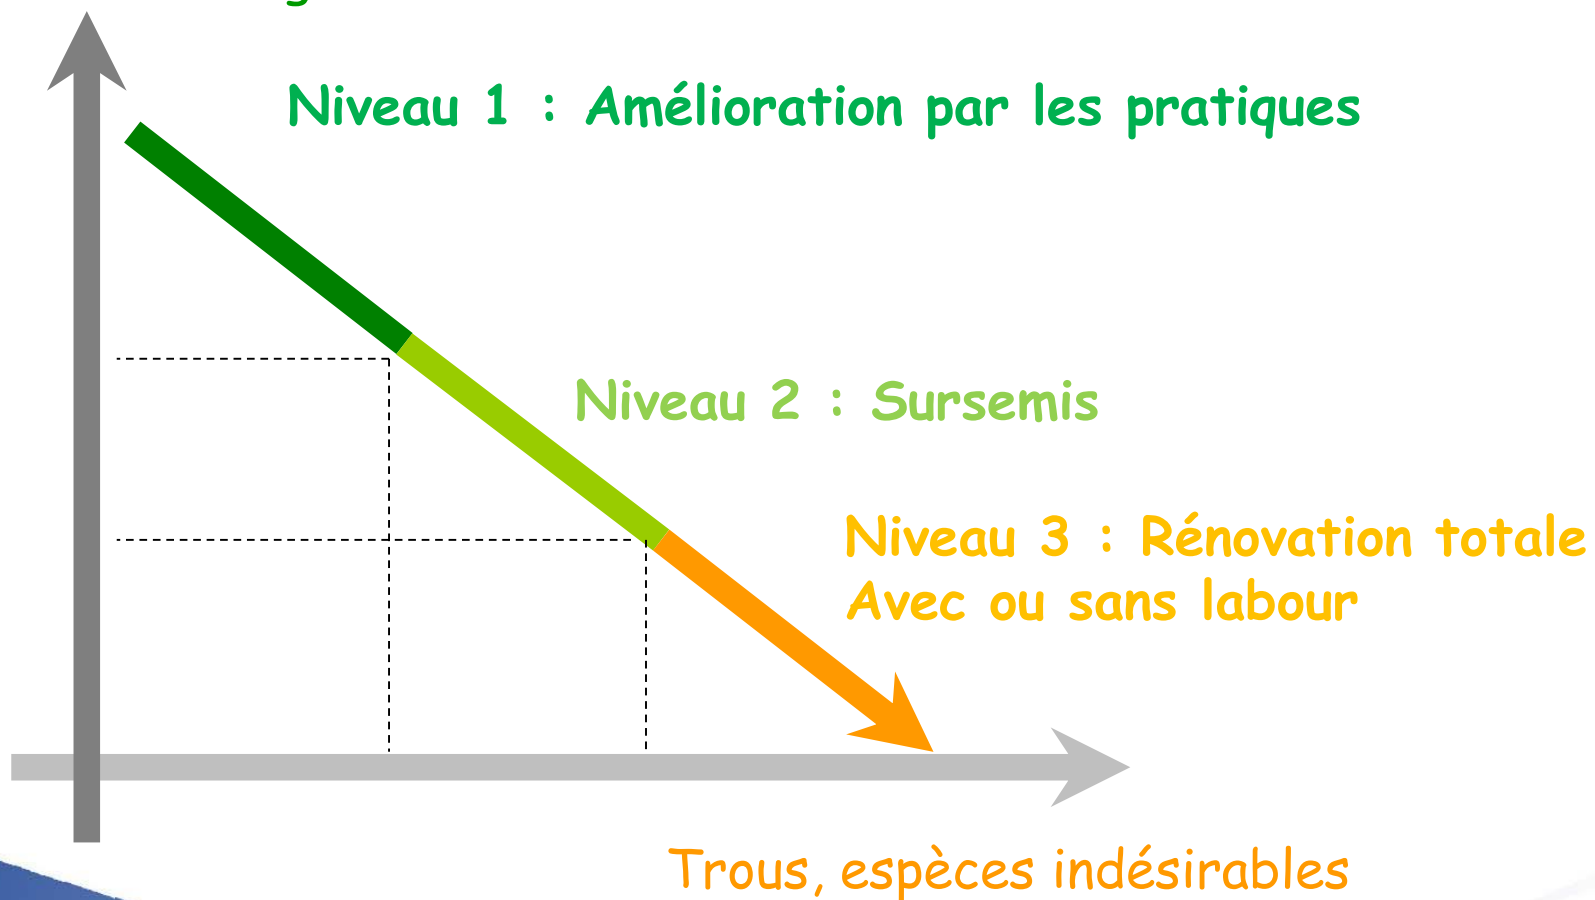 Niveau 1 : Amélioration par les pratiques
Niveau 2 : Sursemis
Niveau 3 : Rénovation totale
Avec ou sans labour
Trous, espèces indésirables